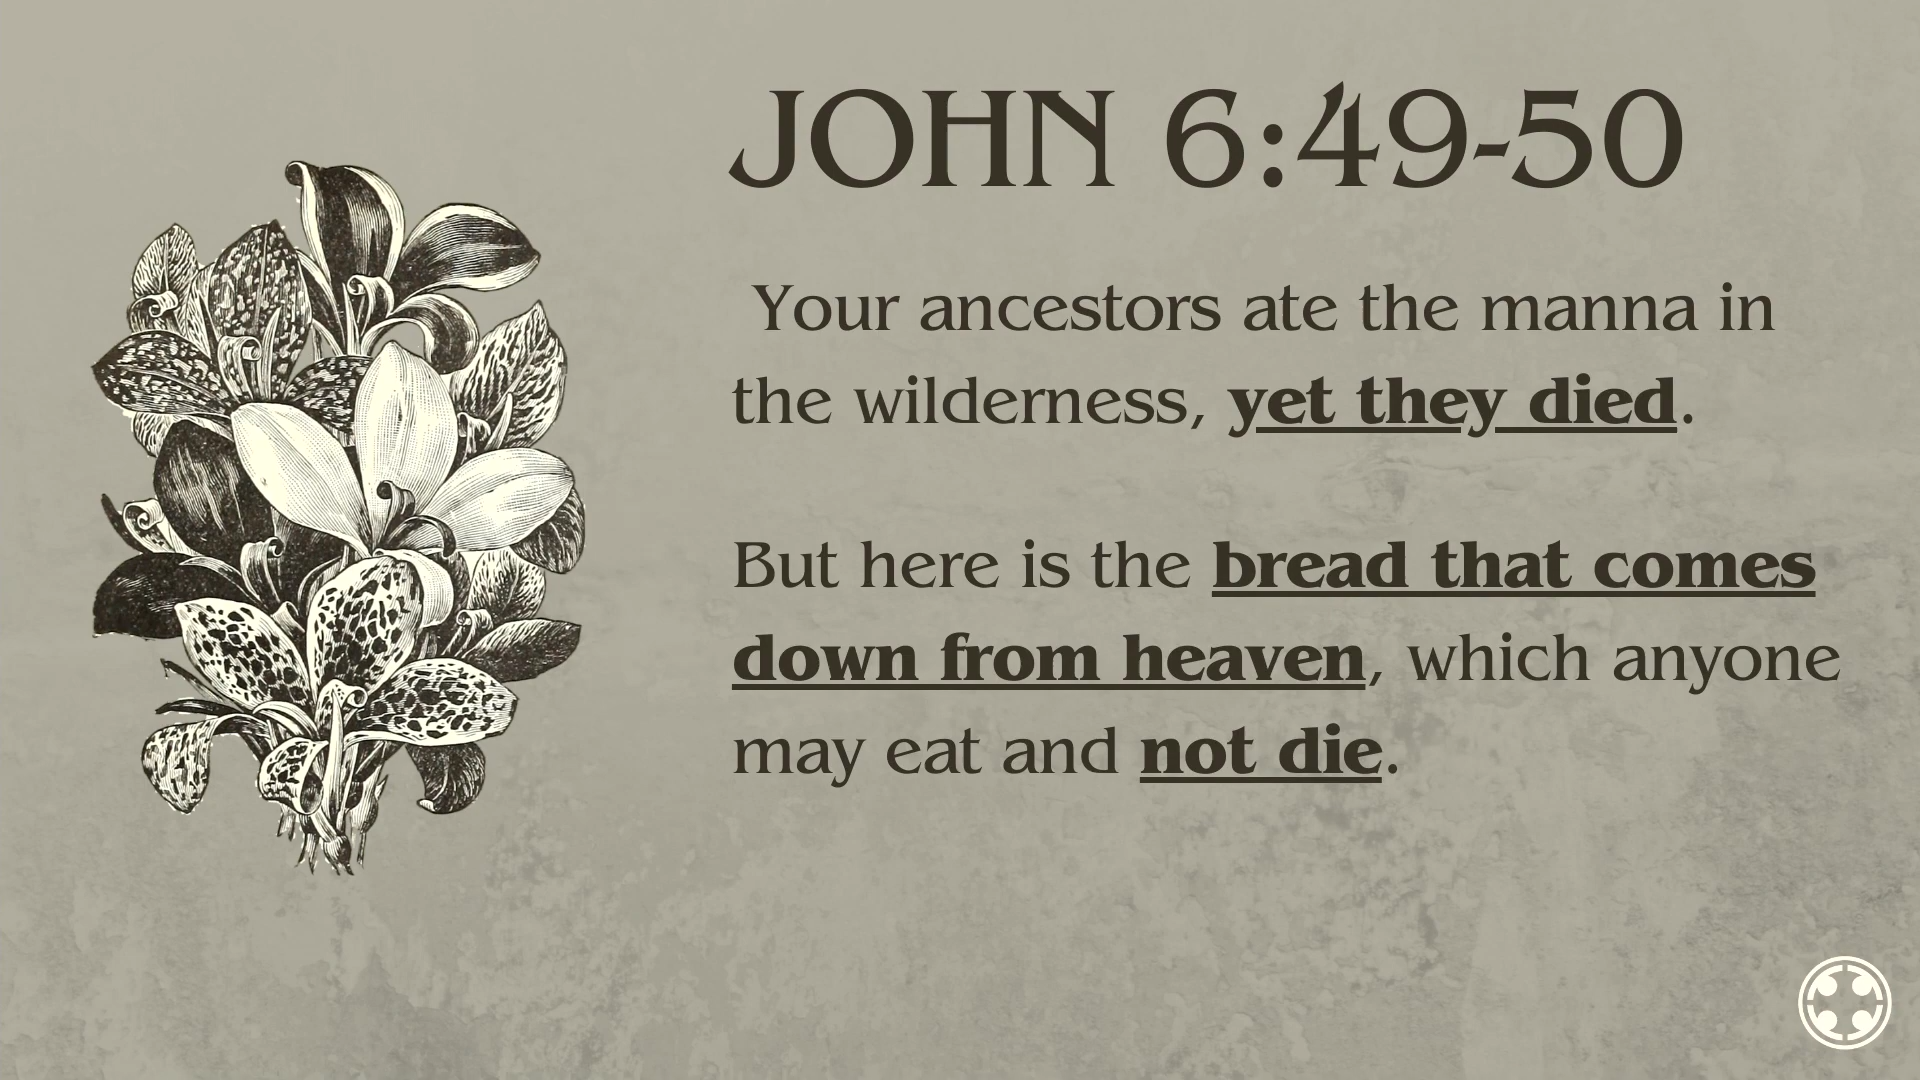 JOHN 6:49-50
Your ancestors ate the manna in
the wilderness, yet they died.
But here is the bread that comes
down from heaven, which anyone
may eat and not die.